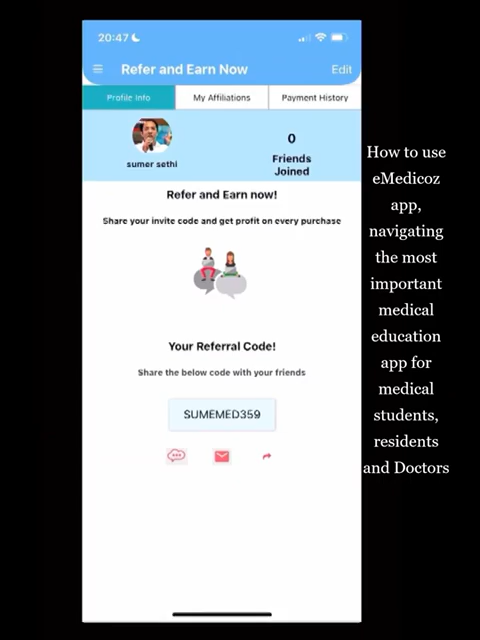 20:47
Refer and Earn Now
Edit
Profile Info
My Affiliations
Payment History
sumer sethi
0
Friends
Joined
Refer and Earn now!
Share your invite code and get profit on every purchase
Your Referral Code!
Share the below code with your friends
SUMEMED359
How to use
eMedicoz
app,
navigating
the most
important
medical
education
app for
medical
students,
residents
and Doctors